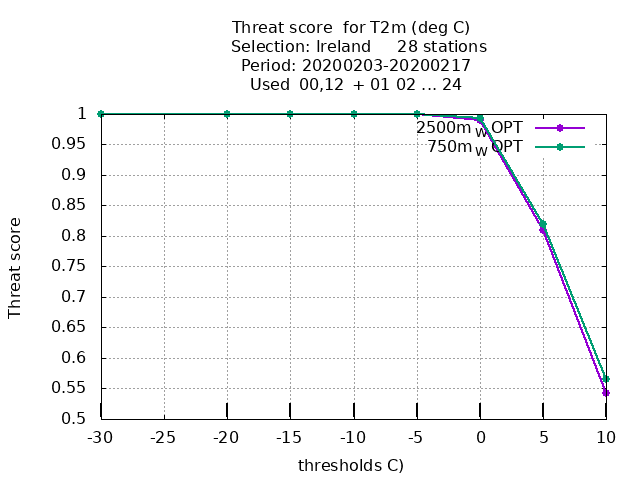 Threat score  for T2m (deg C)
Selection: Ireland     28 stations
Period: 20200203-20200217
Used  00,12  + 01 02 ... 24
2500m W OPT
750m W OPT
1
0.95
0.9
0.85
0.8
0.75
0.7
0.65
0.6
0.55
0.5
Threat score
-30 -25 -20 -15 -10 -5 0 5 10
thresholds C)